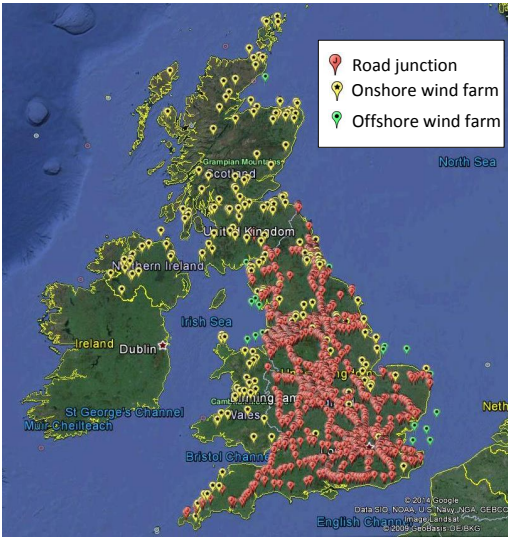 Road junction
Onshore wind farm
Offshore wind farm
North Sea
Grampian Mountains
Scotland
United Kingdom
Northern Ireland
Irish Sea
Ireland
Dublin
St George's Channel
Muir Cheilteach
Wales
Bristol Channel
Neth
© 2014 Google
Data SIO, NOAA, U.S. Navy, NGA, GEBCO
Image Landsat
English Chann
© 2009 GeoBasis-DE/BKG